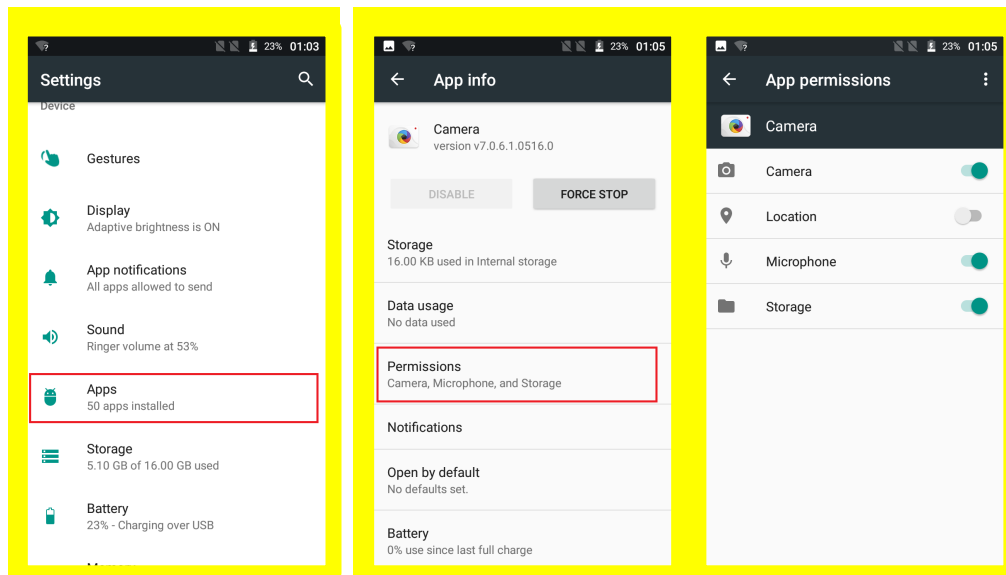 23% 01:03
Settings
Device
Gestures
Display
Adaptive brightness is ON
App notifications
All apps allowed to send
Sound
Ringer volume at 53%
Apps
50 apps installed
Storage
5.10 GB of 16.00 GB used
Battery
23% - Charging over USB
23% 01:05
App info
Camera
version v7.0.6.1.0516.0
DISABLE FORCE STOP
Storage
16.00 KB used in Internal storage
Data usage
No data used
Permissions
Camera, Microphone, and Storage
Notifications
Open by default
No defaults set.
Battery
0% use since last full charge
23% 01:05
App permissions
Camera
Camera
Location
Microphone
Storage